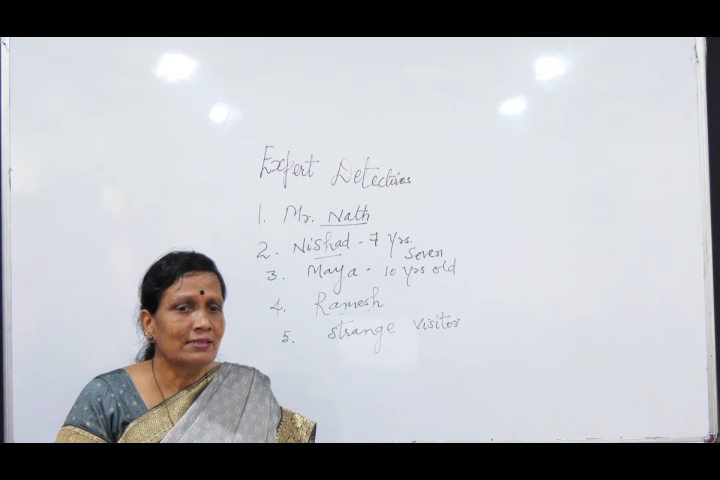 Expert Detectives
1. Mr. Nath
2. Nishad - 7 yrs.
seven
3. Maya - 10 yrs old
4. Ramesh
5. strange visitor